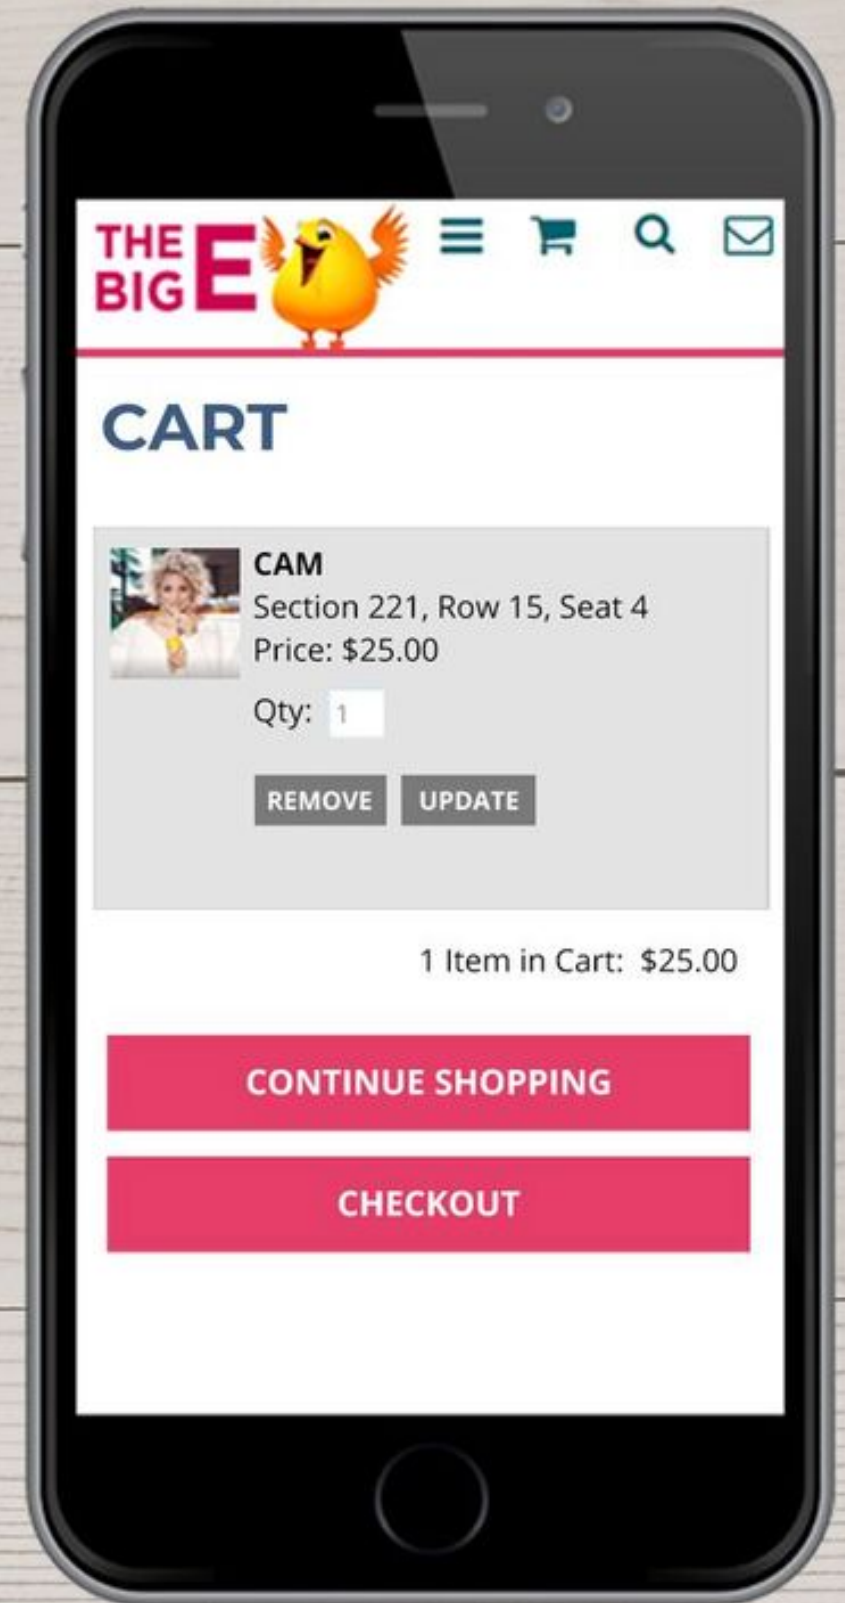 THE
BIG E
CART
CAM
Section 221, Row 15, Seat 4
Price: $25.00
Qty: 1
REMOVE UPDATE
1 Item in Cart: $25.00
CONTINUE SHOPPING
CHECKOUT